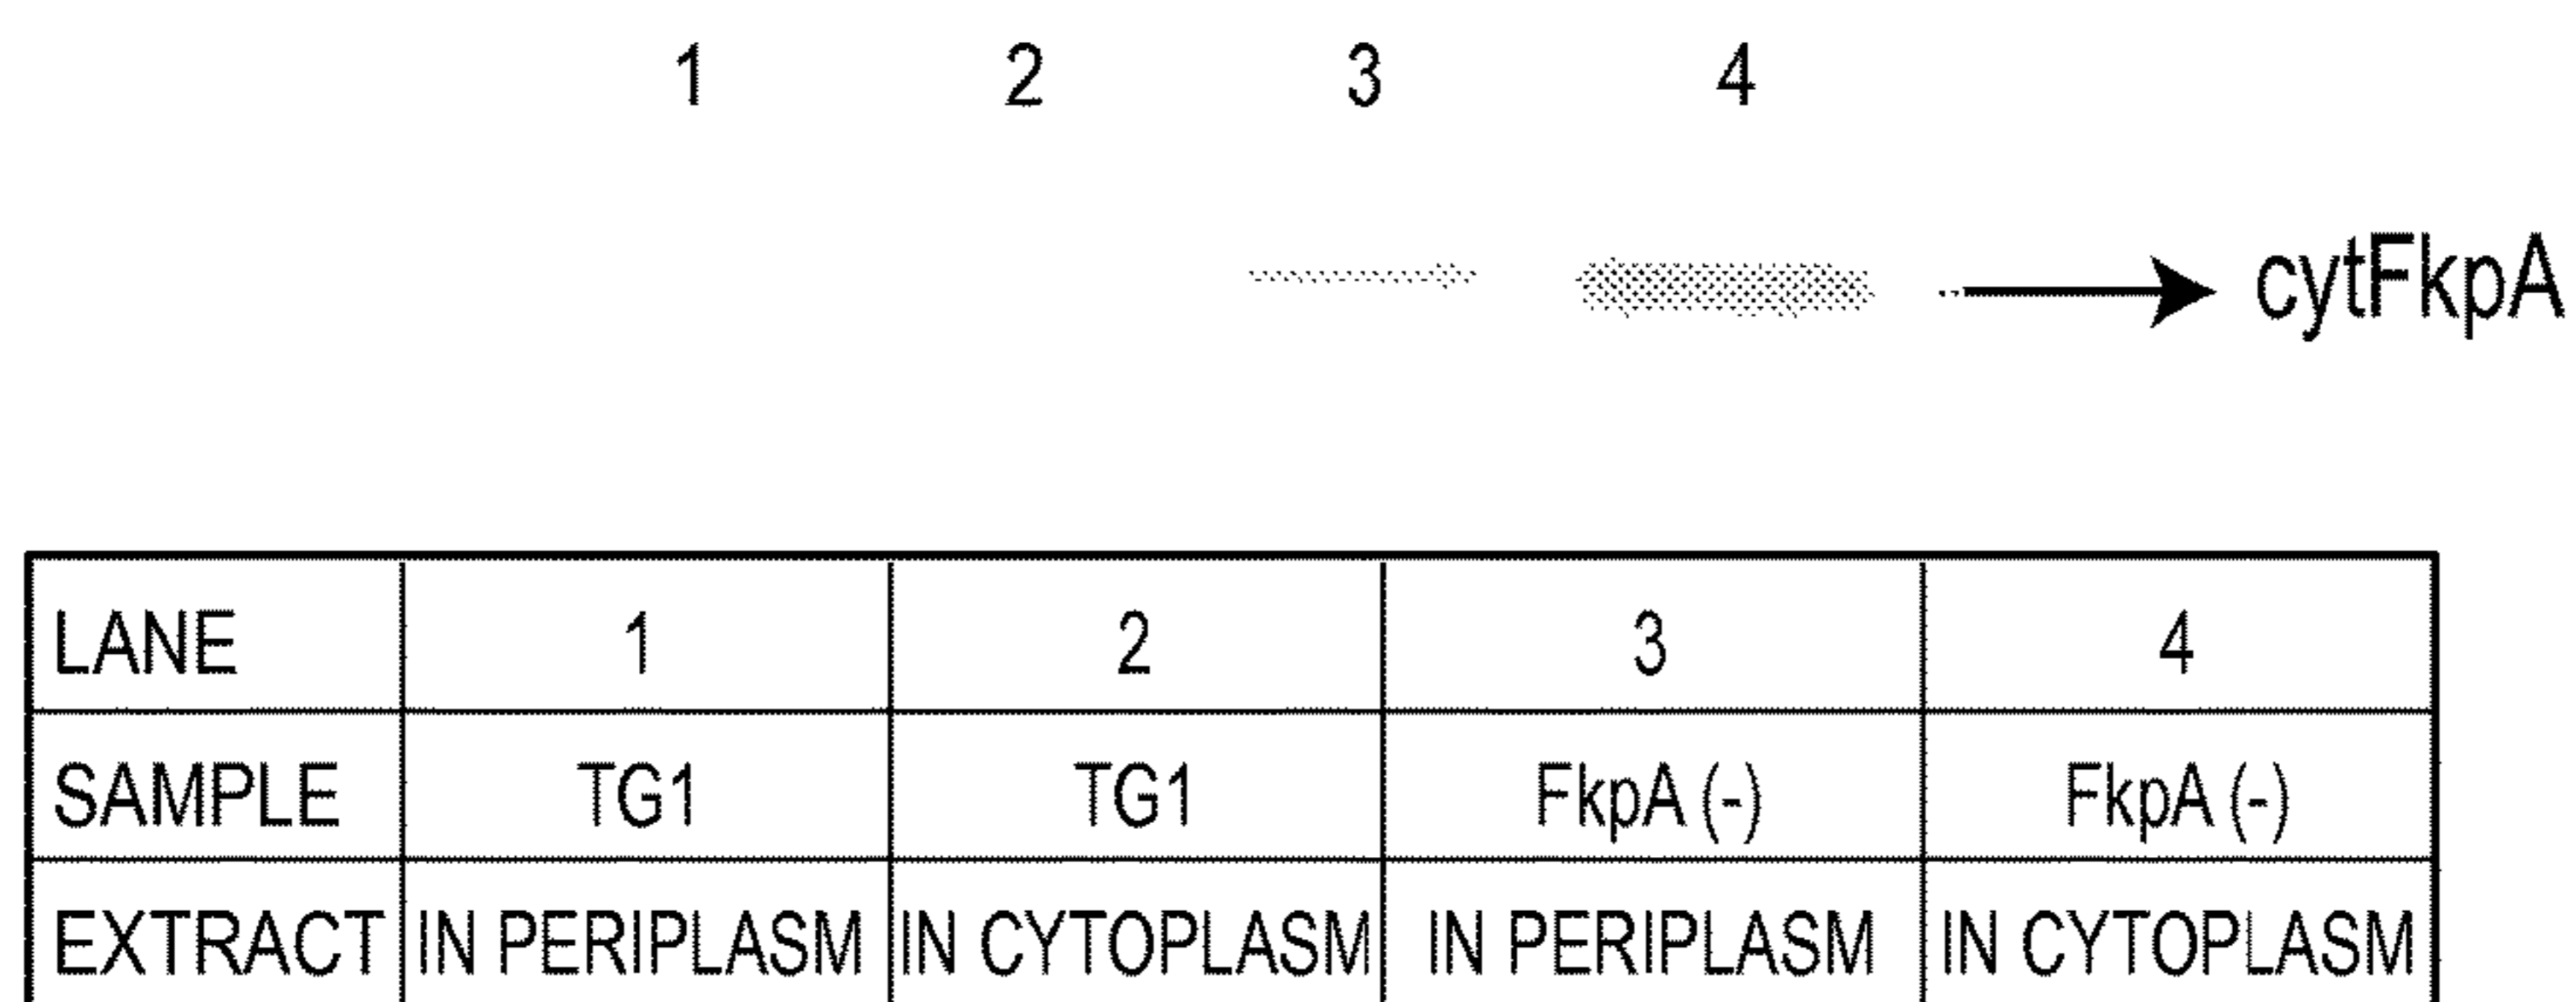 1 2 3 4
cytFkpA
LANE 1 2 3 4
SAMPLE TG1 TG1 FkpA (-) FkpA (-)
EXTRACT IN PERIPLASM IN CYTOPLASM IN PERIPLASM IN CYTOPLASM